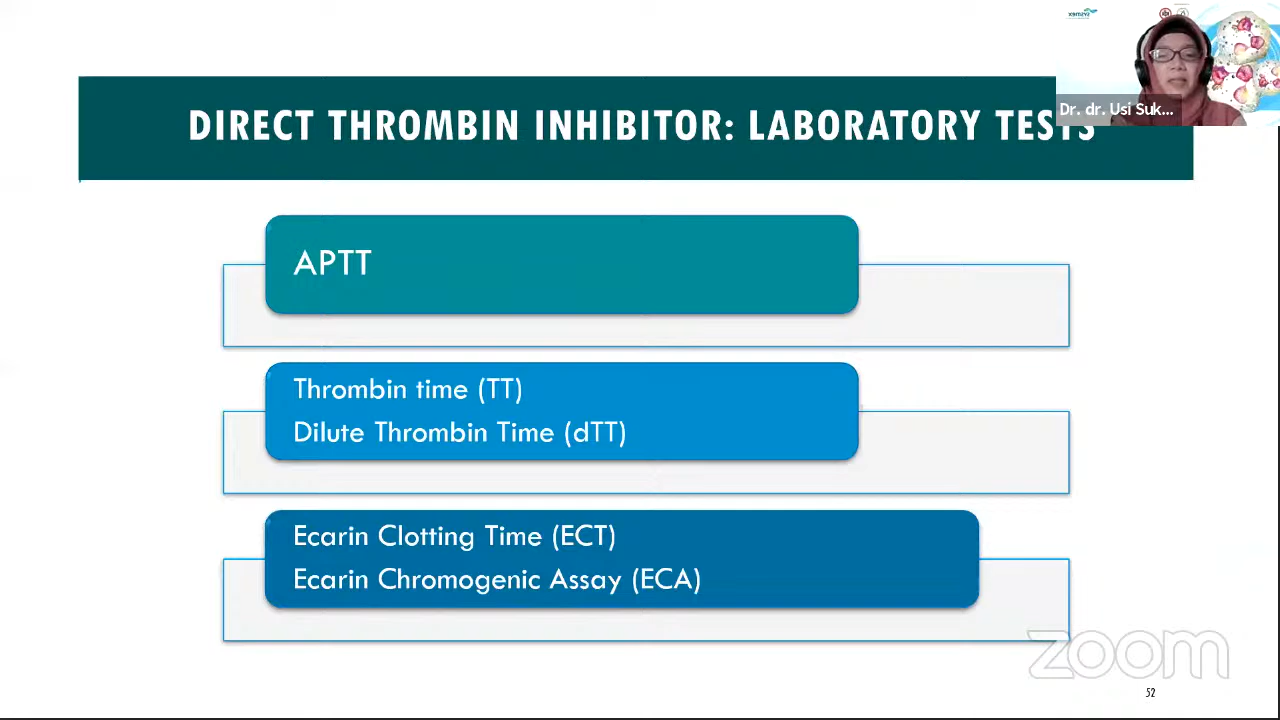 DIRECT THROMBIN INHIBITOR: LABORATORY TESTS
Dr. dr. Usi Suk...
APTT
Thrombin time (TT)
Dilute Thrombin Time (dTT)
Ecarin Clotting Time (ECT)
Ecarin Chromogenic Assay (ECA)
zoom
52